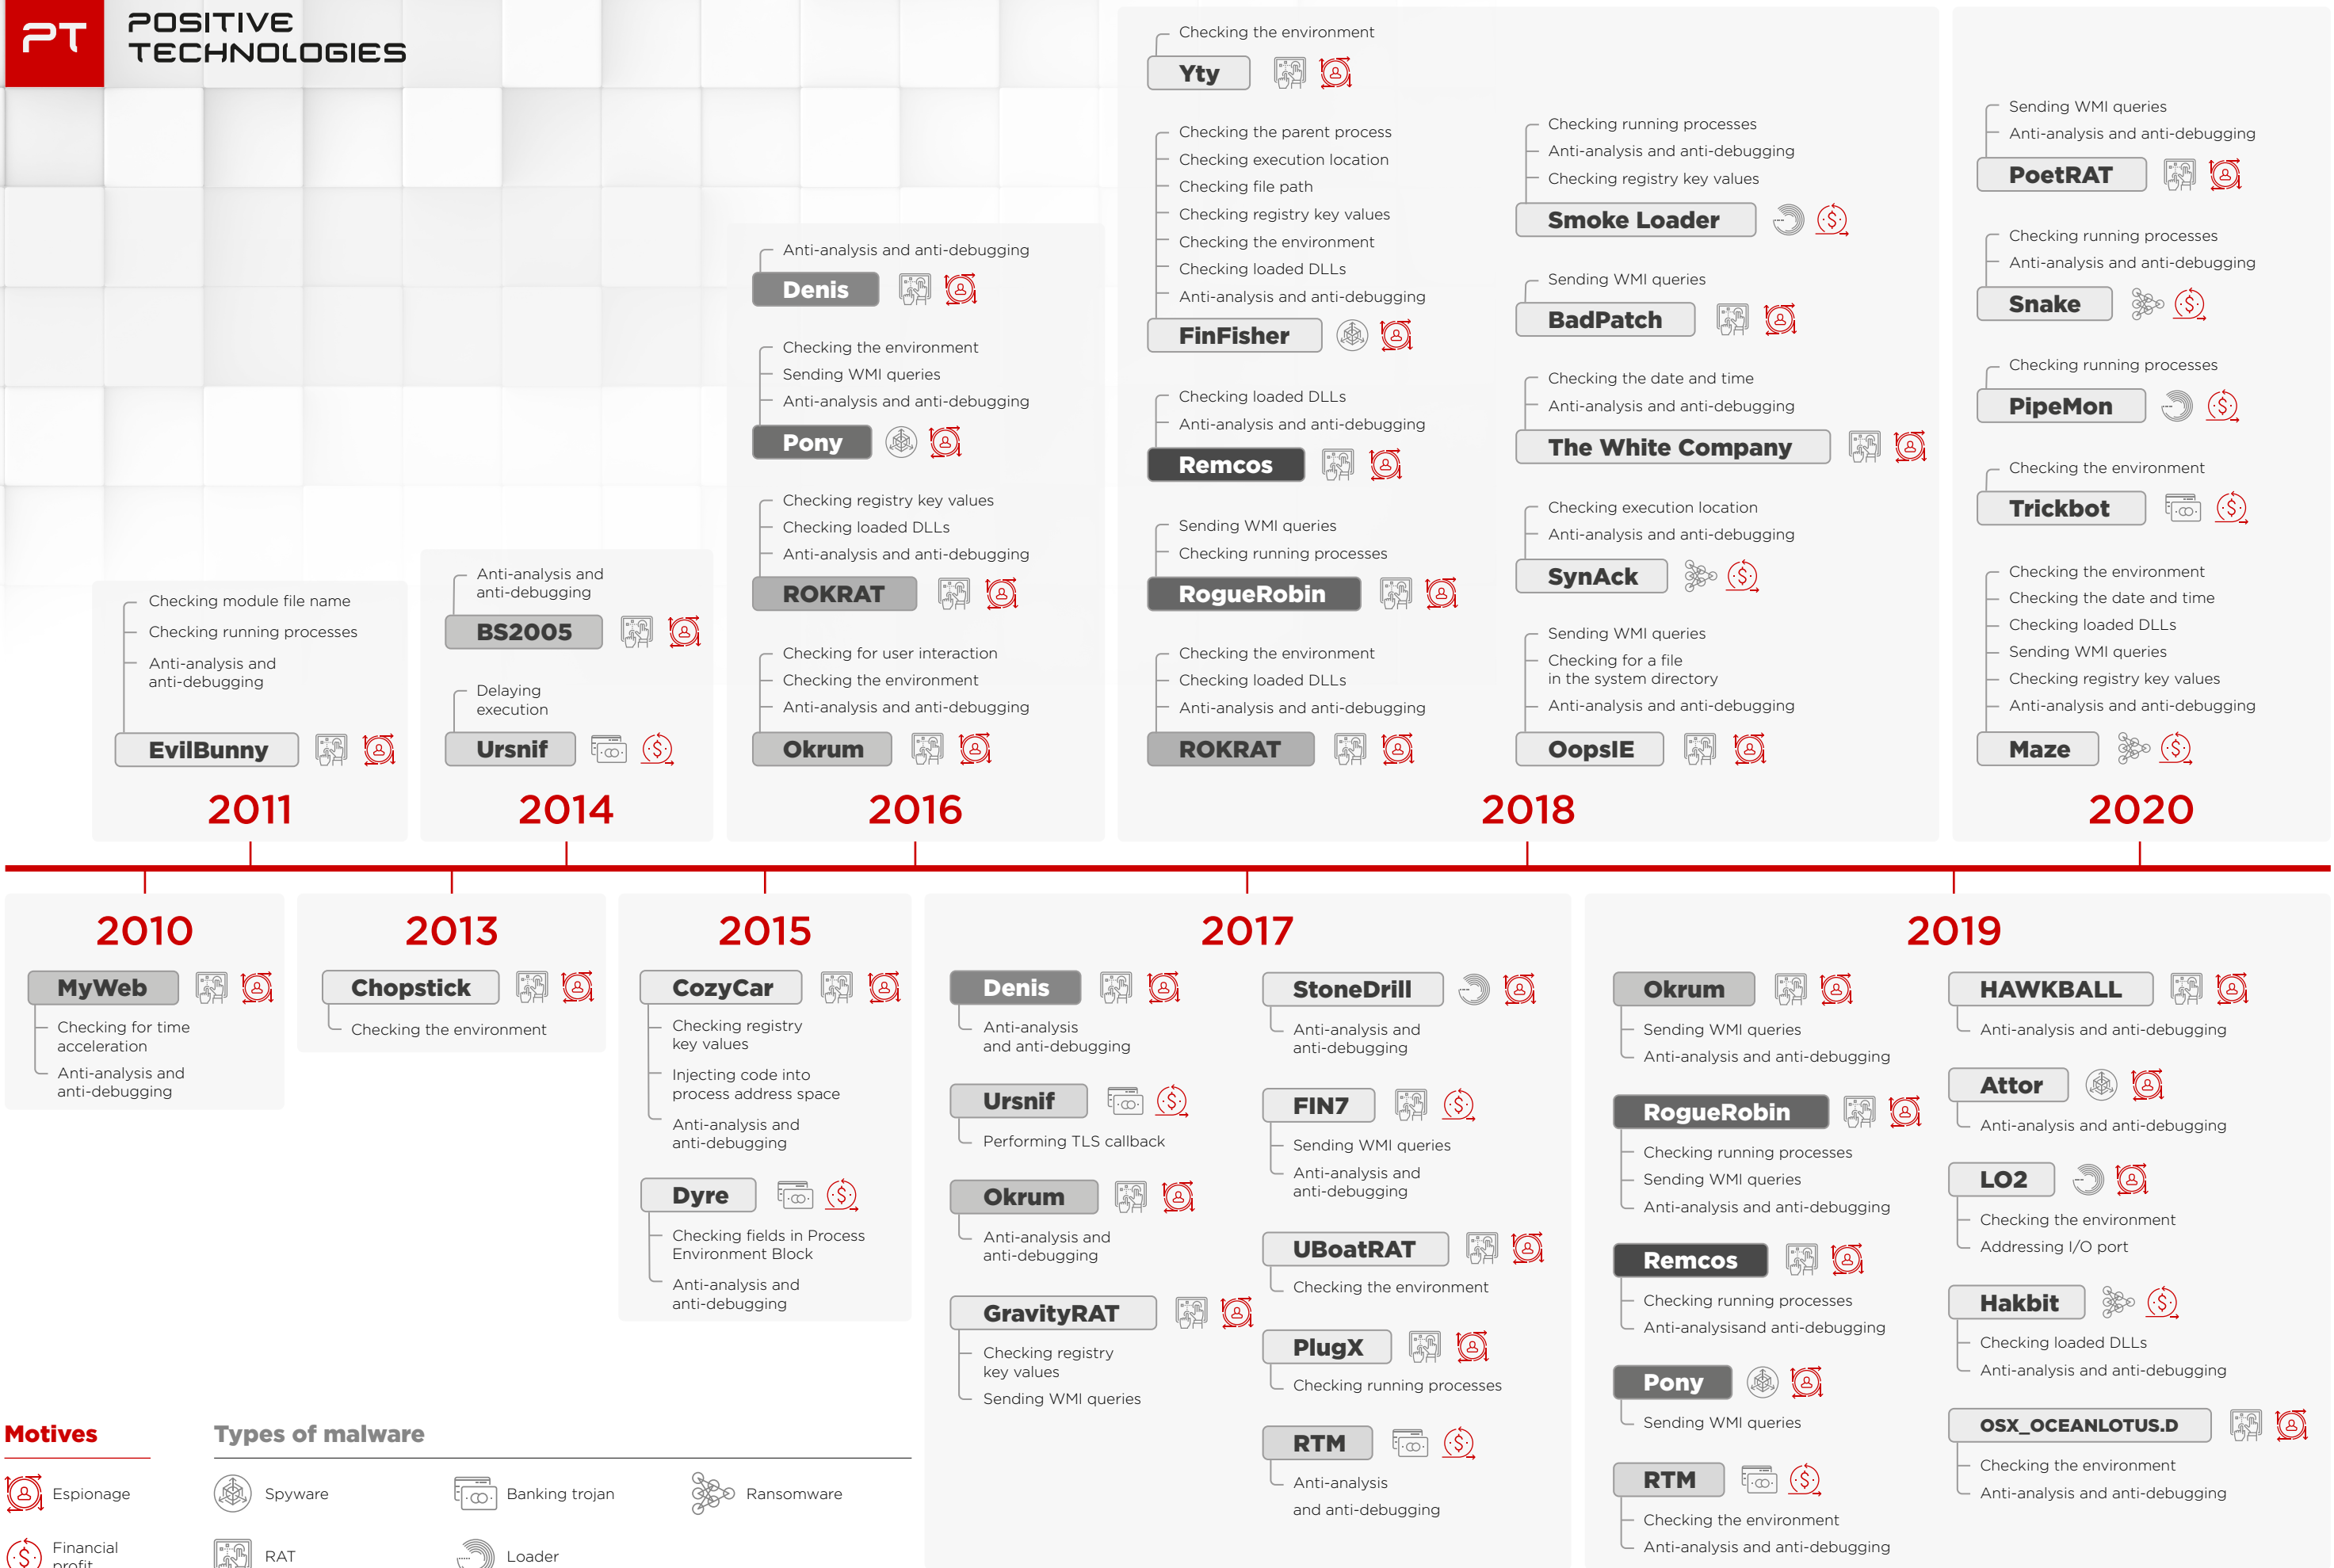 PT
POSITIVE
TECHNOLOGIES
Checking module file name
Checking running processes
Anti-analysis and
anti-debugging
EvilBunny
2011
Anti-analysis and
anti-debugging
BS2005
Delaying
execution
Ursnif
2014
Anti-analysis and anti-debugging
Denis
Checking the environment
Sending WMI queries
Anti-analysis and anti-debugging
Pony
Checking registry key values
Checking loaded DLLs
Anti-analysis and anti-debugging
ROKRAT
Checking for user interaction
Checking the environment
Anti-analysis and anti-debugging
Okrum
2016
Checking the environment
Yty
Checking the parent process
Checking execution location
Checking file path
Checking registry key values
Checking the environment
Checking loaded DLLs
Anti-analysis and anti-debugging
FinFisher
Checking loaded DLLs
Anti-analysis and anti-debugging
Remcos
Sending WMI queries
Checking running processes
RogueRobin
Checking the environment
Checking loaded DLLs
Anti-analysis and anti-debugging
ROKRAT
Checking running processes
Anti-analysis and anti-debugging
Checking registry key values
Smoke Loader
Sending WMI queries
BadPatch
Checking the date and time
Anti-analysis and anti-debugging
The White Company
Checking execution location
Anti-analysis and anti-debugging
SynAck
Sending WMI queries
Checking for a file
in the system directory
Anti-analysis and anti-debugging
OopsIE
2018
Sending WMI queries
Anti-analysis and anti-debugging
PoetRAT
Checking running processes
Anti-analysis and anti-debugging
Snake
Checking running processes
PipeMon
Checking the environment
Trickbot
Checking the environment
Checking the date and time
Checking loaded DLLs
Sending WMI queries
Checking registry key values
Anti-analysis and anti-debugging
Maze
2020
2010
MyWeb
Checking for time
acceleration
Anti-analysis and
anti-debugging
2013
Chopstick
Checking the environment
2015
CozyCar
Checking registry
key values
Injecting code into
process address space
Anti-analysis and
anti-debugging
Dyre
Checking fields in Process
Environment Block
Anti-analysis and
anti-debugging
2017
Denis
Anti-analysis
and anti-debugging
Ursnif
Performing TLS callback
Okrum
Anti-analysis and
anti-debugging
GravityRAT
Checking registry
key values
Sending WMI queries
StoneDrill
Anti-analysis and
anti-debugging
FIN7
Sending WMI queries
Anti-analysis and
anti-debugging
UBoatRAT
Checking the environment
PlugX
Checking running processes
RTM
Anti-analysis
and anti-debugging
2019
Okrum
Sending WMI queries
Anti-analysis and anti-debugging
RogueRobin
Checking running processes
Sending WMI queries
Anti-analysis and anti-debugging
Remcos
Checking running processes
Anti-analysisand anti-debugging
Pony
Sending WMI queries
RTM
Checking the environment
Anti-analysis and anti-debugging
HAWKBALL
Anti-analysis and anti-debugging
Attor
Anti-analysis and anti-debugging
LO2
Checking the environment
Addressing I/O port
Hakbit
Checking loaded DLLs
Anti-analysis and anti-debugging
OSX_OCEANLOTUS.D
Checking the environment
Anti-analysis and anti-debugging
Motives
Espionage
Financial
profit
Types of malware
Spyware
Banking trojan
Ransomware
RAT
Loader